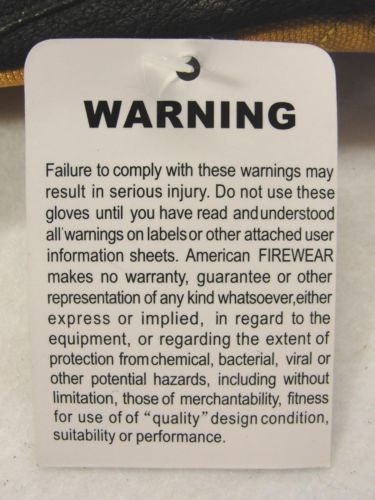 WARNING
Failure to comply with these warnings may
result in serious injury. Do not use these
gloves until you have read and understood
all warnings on labels or other attached user
information sheets. American FIREWEAR
makes no warranty, guarantee or other
representation of any kind whatsoever, either
express or implied, in regard to the
equipment, or regarding the extent of
protection from chemical, bacterial, viral or
other potential hazards, including without
limitation, those of merchantability, fitness
for use of of “quality” design condition,
suitability or performance.